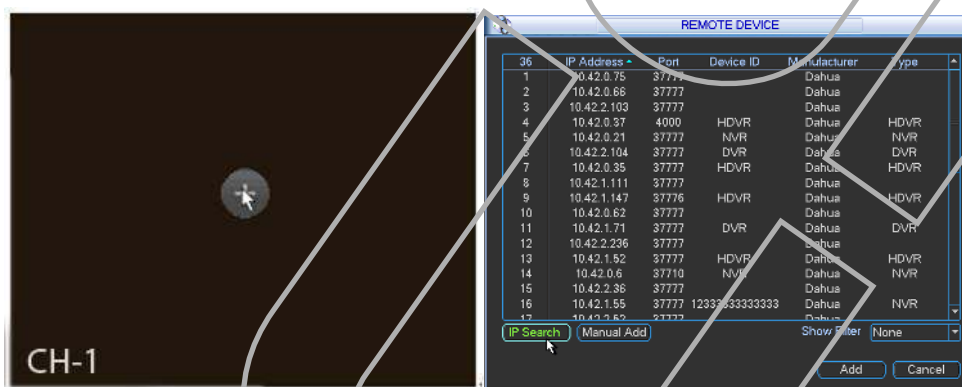 CH-1
REMOTE DEVICE
36 IP Address Port Device ID Manufacturer Type
1 10.42.0.75 37777 Dahua
2 10.42.0.66 37777 Dahua
3 10.42.2.103 37777 Dahua
4 10.42.0.37 4000 HDVR Dahua HDVR
5 10.42.0.21 37777 NVR Dahua NVR
6 10.42.2.104 37777 DVR Dahua DVR
7 10.42.0.35 37777 HDVR Dahua HDVR
8 10.42.1.111 37777 Dahua
9 10.42.1.147 37776 HDVR Dahua HDVR
10 10.42.0.62 37777 Dahua
11 10.42.1.71 37777 DVR Dahua DVR
12 10.42.2.236 37777 Dahua
13 10.42.1.52 37777 HDVR Dahua HDVR
14 10.42.0.6 37710 NVR Dahua NVR
15 10.42.2.36 37777 Dahua
16 10.42.1.55 37777 Dahua NVR
17 37777 Dahua
IP Search Manual Add Show Filter None
Add Cancel